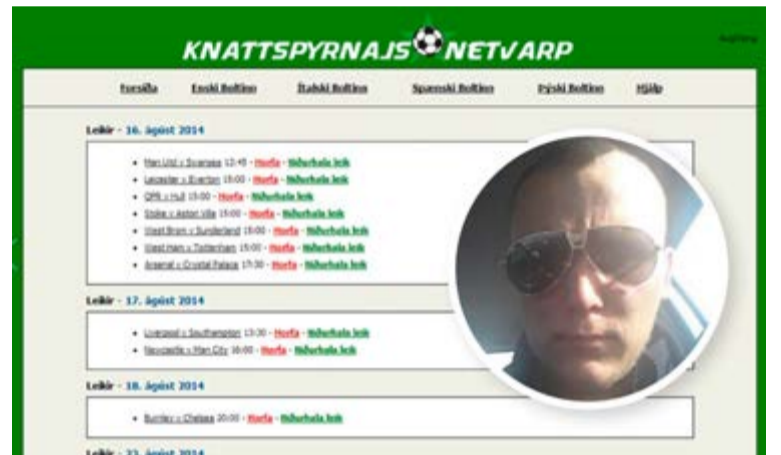 KNATTSPYRNAJS NETVARP
Forsíða Enski Boltinn Ítalski Boltinn Spænski Boltinn Þýski Boltinn Hjálp
Leikir - 16. ágúst 2014
Man Utd v Swansea 12:45 - Horfa - Niðurhala leik
Leicester v Everton 15:00 - Horfa - Niðurhala leik
QPR v Hull 15:00 - Horfa - Niðurhala leik
Stoke v Aston Villa 15:00 - Horfa - Niðurhala leik
West Brom v Sunderland 15:00 - Horfa - Niðurhala leik
West Ham v Tottenham 15:00 - Horfa - Niðurhala leik
Arsenal v Crystal Palace 17:30 - Horfa - Niðurhala leik
Leikir - 17. ágúst 2014
Liverpool v Southampton 13:30 - Horfa - Niðurhala leik
Newcastle v Man City 16:00 - Horfa - Niðurhala leik
Leikir - 18. ágúst 2014
Burnley v Chelsea 20:00 - Horfa - Niðurhala leik
Leikir - 23. ágúst 2014